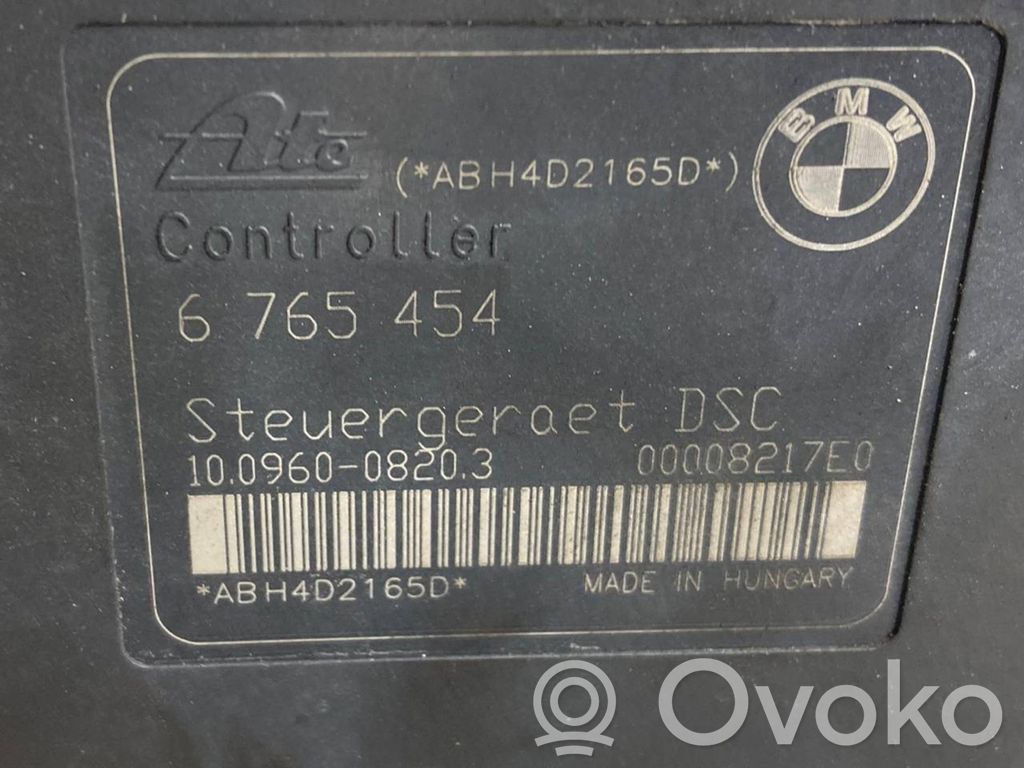 Ate
(*ABH4D2165D*)
BMW
Controller
6 765 454
Steuergeraet DSC
10.0960-0820.3 00008217E0
*ABH4D2165D* MADE IN HUNGARY
Ovoko